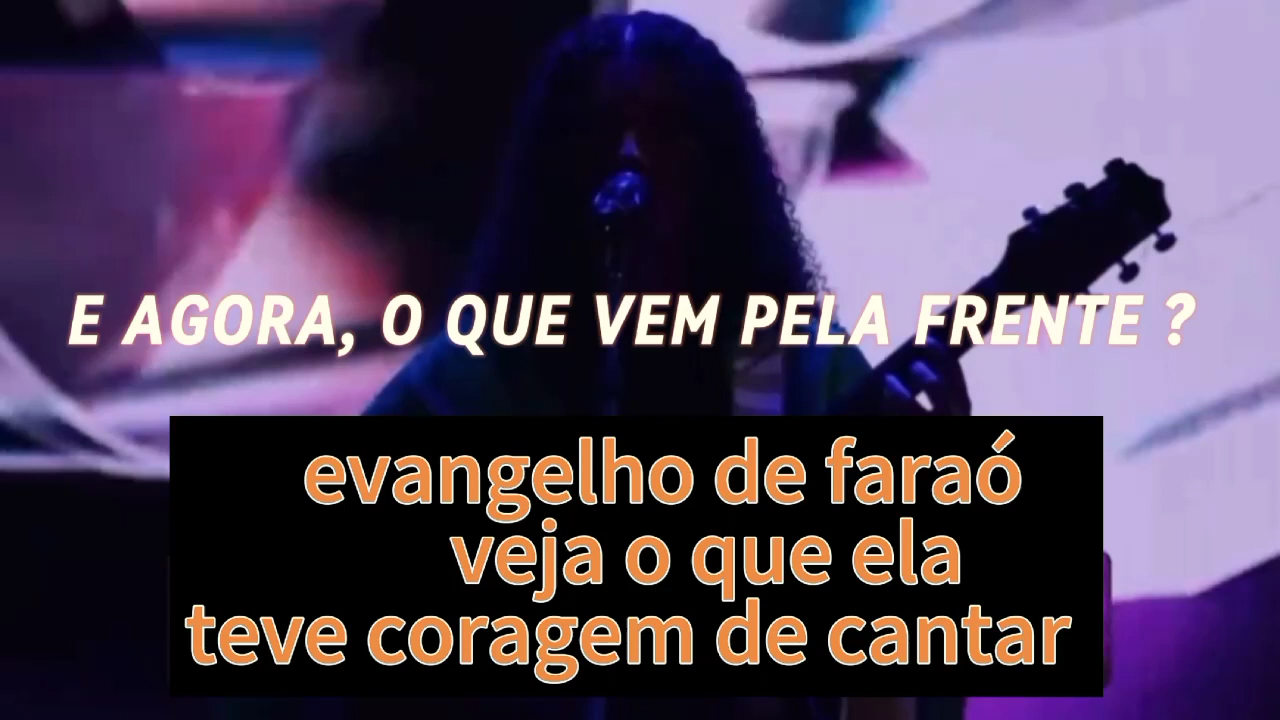 E AGORA, O QUE VEM PELA FRENTE ?
evangelho de faraó
veja o que ela
teve coragem de cantar